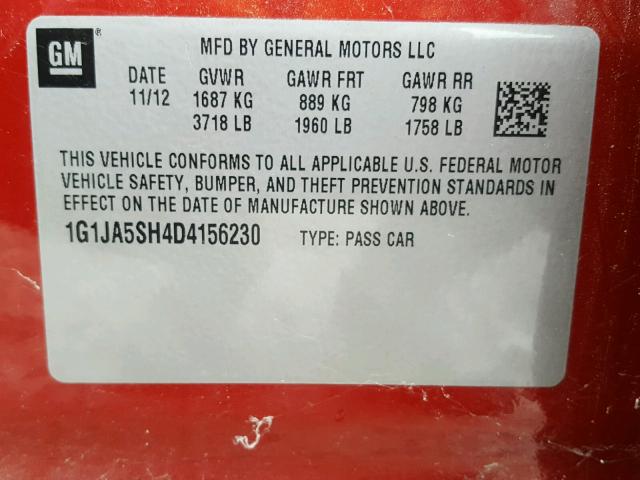 GM ®
MFD BY GENERAL MOTORS LLC
DATE GVWR GAWR FRT GAWR RR
11/12 1687 KG 889 KG 798 KG
3718 LB 1960 LB 1758 LB
THIS VEHICLE CONFORMS TO ALL APPLICABLE U.S. FEDERAL MOTOR
VEHICLE SAFETY, BUMPER, AND THEFT PREVENTION STANDARDS IN
EFFECT ON THE DATE OF MANUFACTURE SHOWN ABOVE.
1G1JA5SH4D4156230 TYPE: PASS CAR